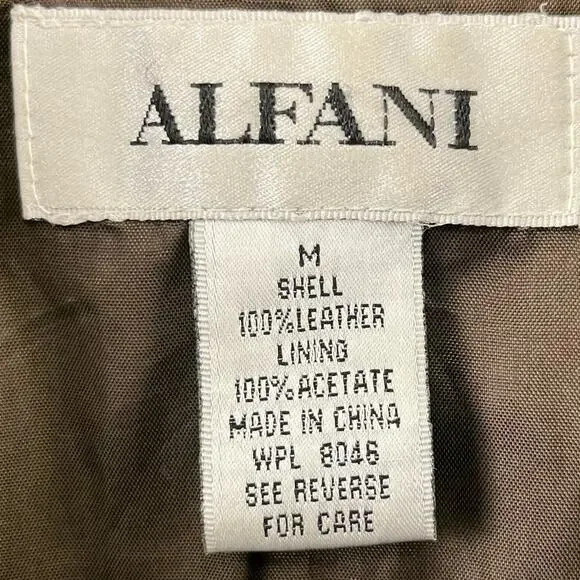 ALFANI
M
SHELL
100%LEATHER
LINING
100%ACETATE
MADE IN CHINA
WPL 8046
SEE REVERSE
FOR CARE